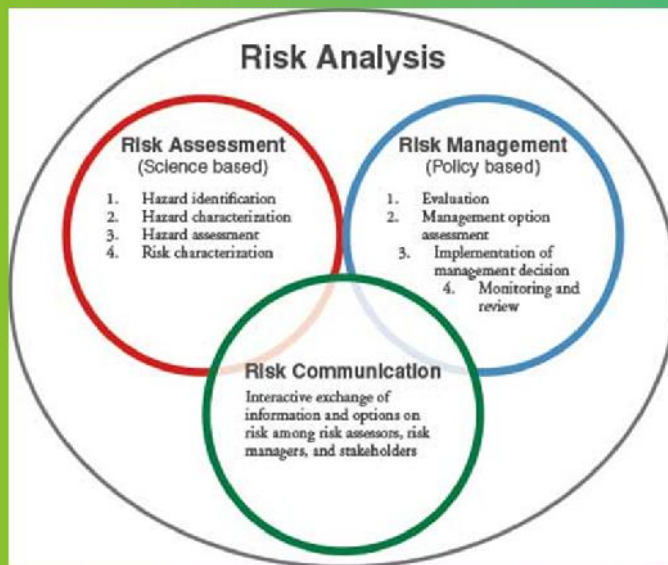 Risk Analysis
Risk Assessment
(Science based)
1. Hazard identification
2. Hazard characterization
3. Hazard assessment
4. Risk characterization
Risk Management
(Policy based)
1. Evaluation
2. Management option
assessment
3. Implementation of
management decision
4. Monitoring and
review
Risk Communication
Interactive exchange of
information and options on
risk among risk assessors, risk
managers, and stakeholders